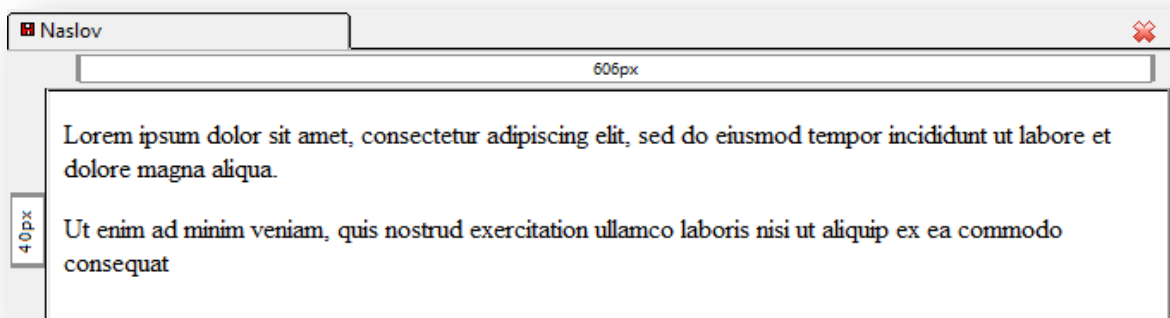 Naslov
606px
Lorem ipsum dolor sit amet, consectetur adipiscing elit, sed do eiusmod tempor incididunt ut labore et
dolore magna aliqua.
40px
Ut enim ad minim veniam, quis nostrud exercitation ullamco laboris nisi ut aliquip ex ea commodo
consequat